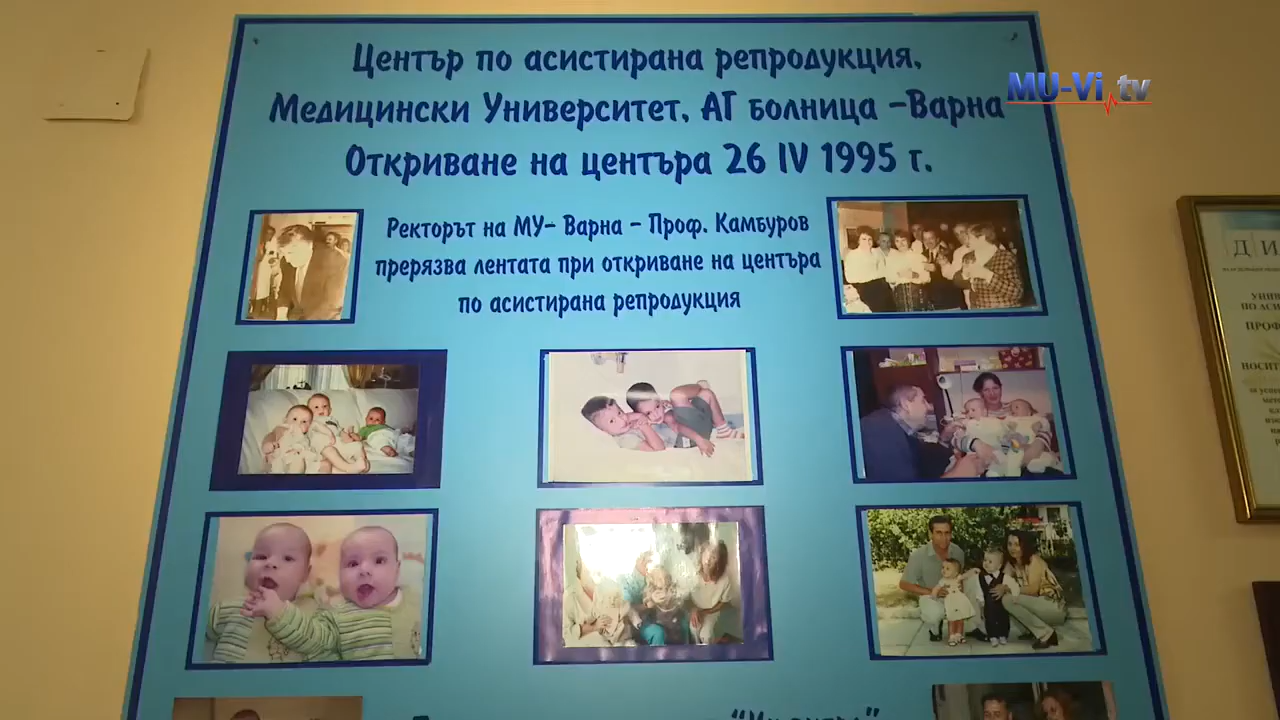 Център по асистирана репродукция,
Медицински Университет, АГ болница –Варна
MU-Vi.tv
Откриване на центъра 26 IV 1995 г.
Ректорът на МУ– Варна – Проф. Камбуров
прерязва лентата при откриване на центъра
по асистирана репродукция